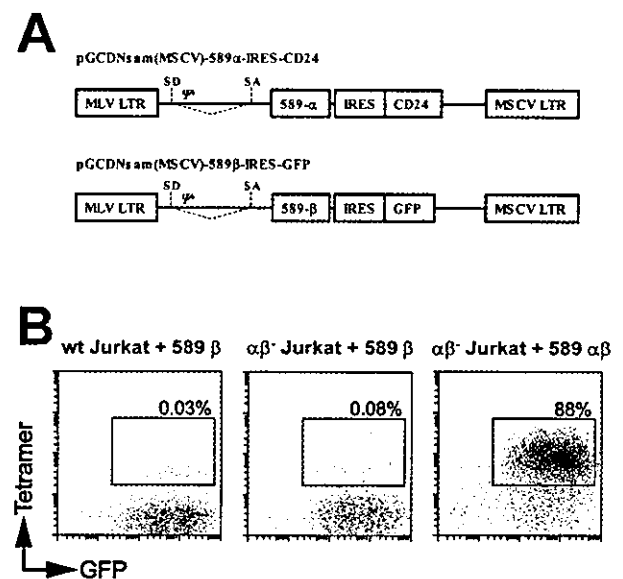 A
pGCDNsam(MSCV)-589α-IRES-CD24
SD ψ+ SA
MLV LTR 589-α IRES CD24 MSCV LTR
pGCDNsam(MSCV)-589β-IRES-GFP
SD ψ+ SA
MLV LTR 589-β IRES GFP MSCV LTR
B
wt Jurkat + 589 β αβ- Jurkat + 589 β αβ- Jurkat + 589 αβ
0.03% 0.08% 88%
Tetramer
GFP